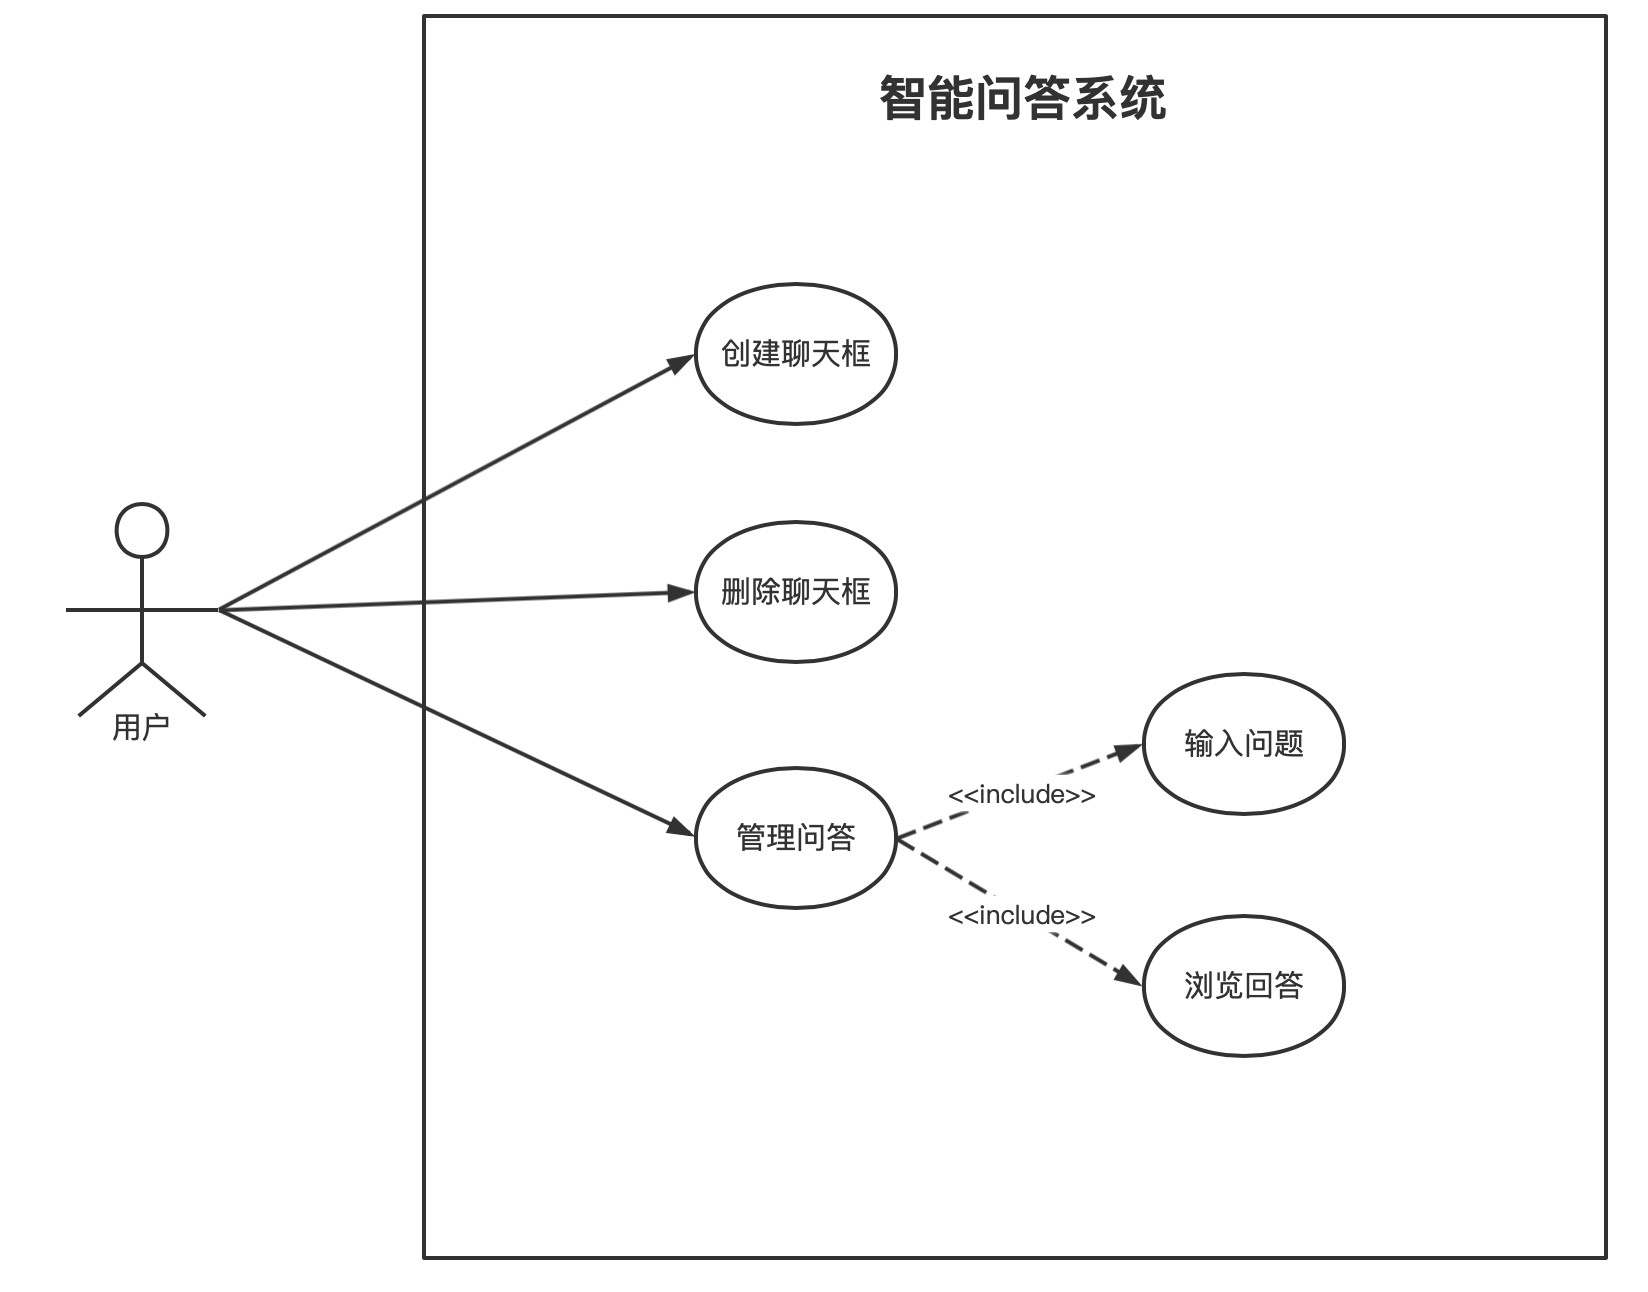 智能问答系统
创建聊天框
删除聊天框
用户
管理问答
<<include>>
输入问题
<<include>>
浏览回答